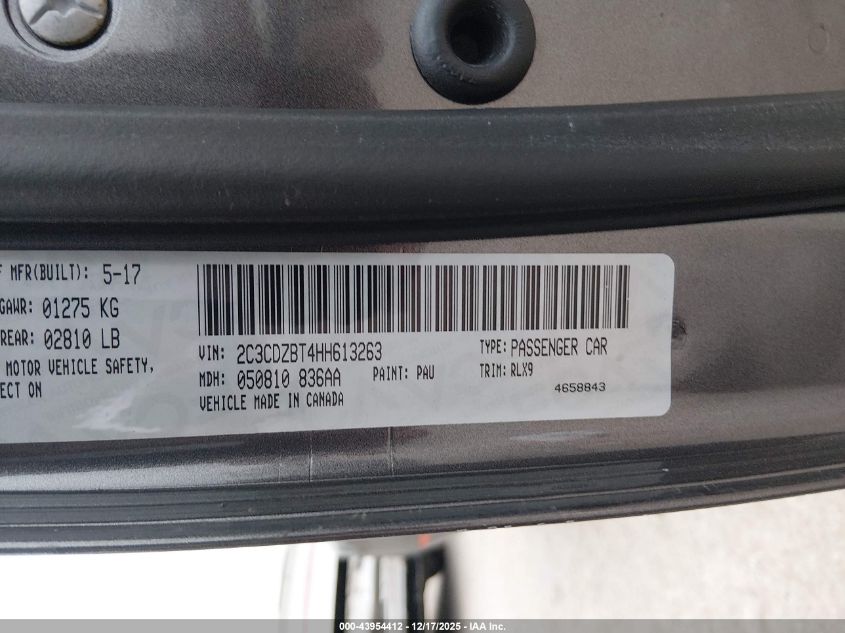 F MFR(BUILT): 5-17
GAWR: 01275 KG
REAR: 02810 LB
MOTOR VEHICLE SAFETY,
ECT ON
VIN: 2C3CDZBT4HH613263 TYPE: PASSENGER CAR
MDH: 050810 836AA PAINT: PAU TRIM: RLX9
VEHICLE MADE IN CANADA 4658843
000-43954412 - 12/17/2025 - © IAA Inc.